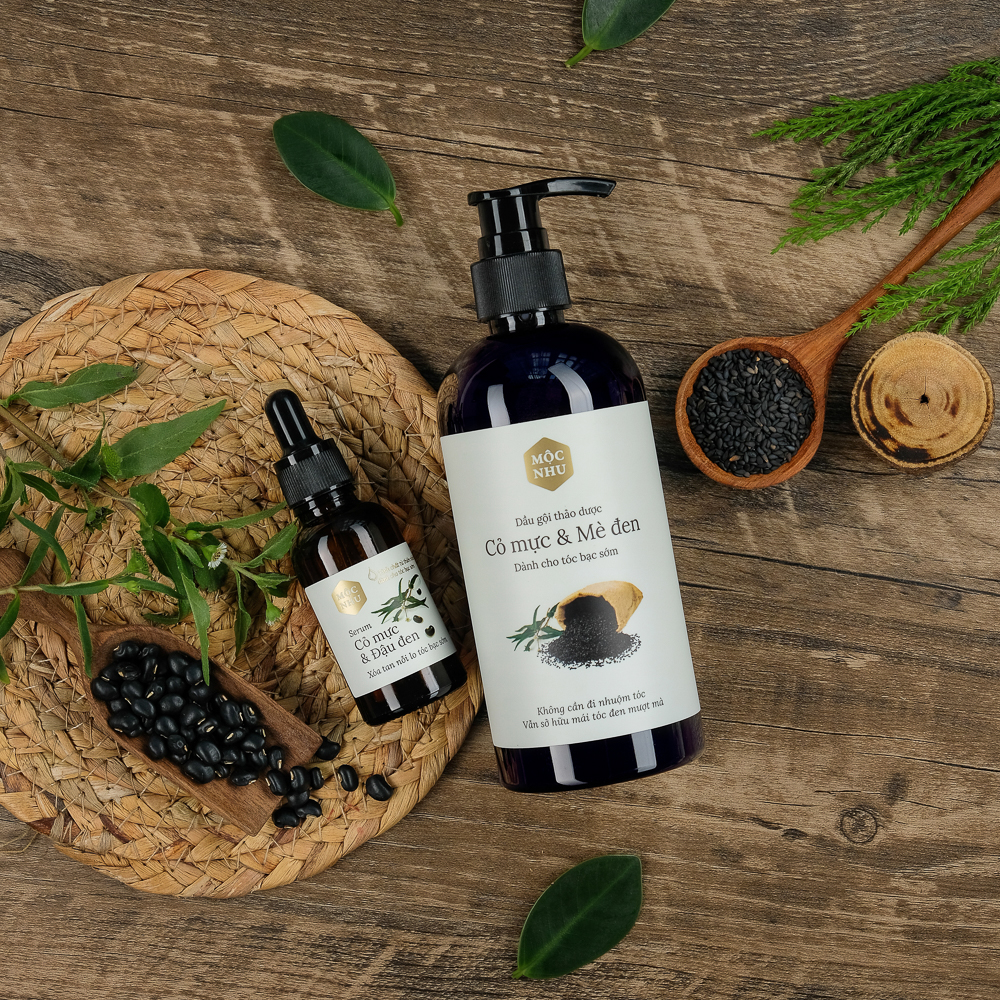 MỘC
NHU
Dầu gội thảo dược
Cỏ mực & Mè đen
Dành cho tóc bạc sớm
Không cần đi nhuộm tóc
Vẫn sở hữu mái tóc đen mượt mà
MỘC
NHU
Serum
Cỏ mực
& Đậu đen
Xóa tan nỗi lo tóc bạc sớm